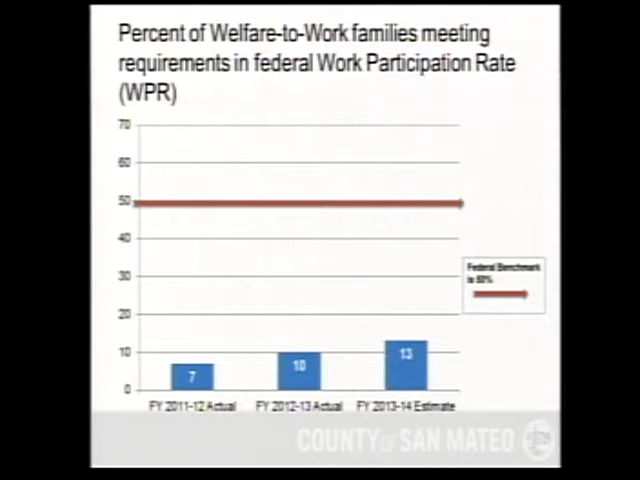 Percent of Welfare-to-Work families meeting
requirements in federal Work Participation Rate
(WPR)
70
60
50
40
30
20
10
0
7
10
13
FY 2011-12 Actual
FY 2012-13 Actual
FY 2013-14 Estimate
Federal Benchmark
is 50%
COUNTY OF SAN MATEO